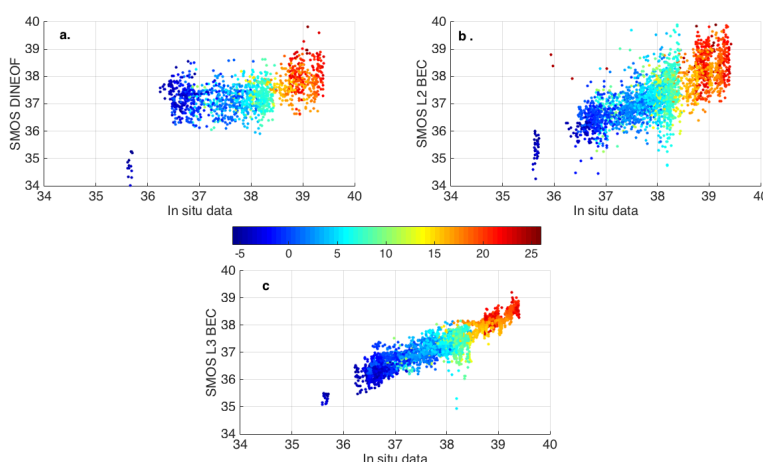 a.
SMOS DINEOF
40
39
38
37
36
35
34
34 35 36 37 38 39 40
In situ data
b .
SMOS L2 BEC
40
39
38
37
36
35
34
34 35 36 37 38 39 40
In situ data
-5 0 5 10 15 20 25
c
SMOS L3 BEC
40
39
38
37
36
35
34
34 35 36 37 38 39 40
In situ data